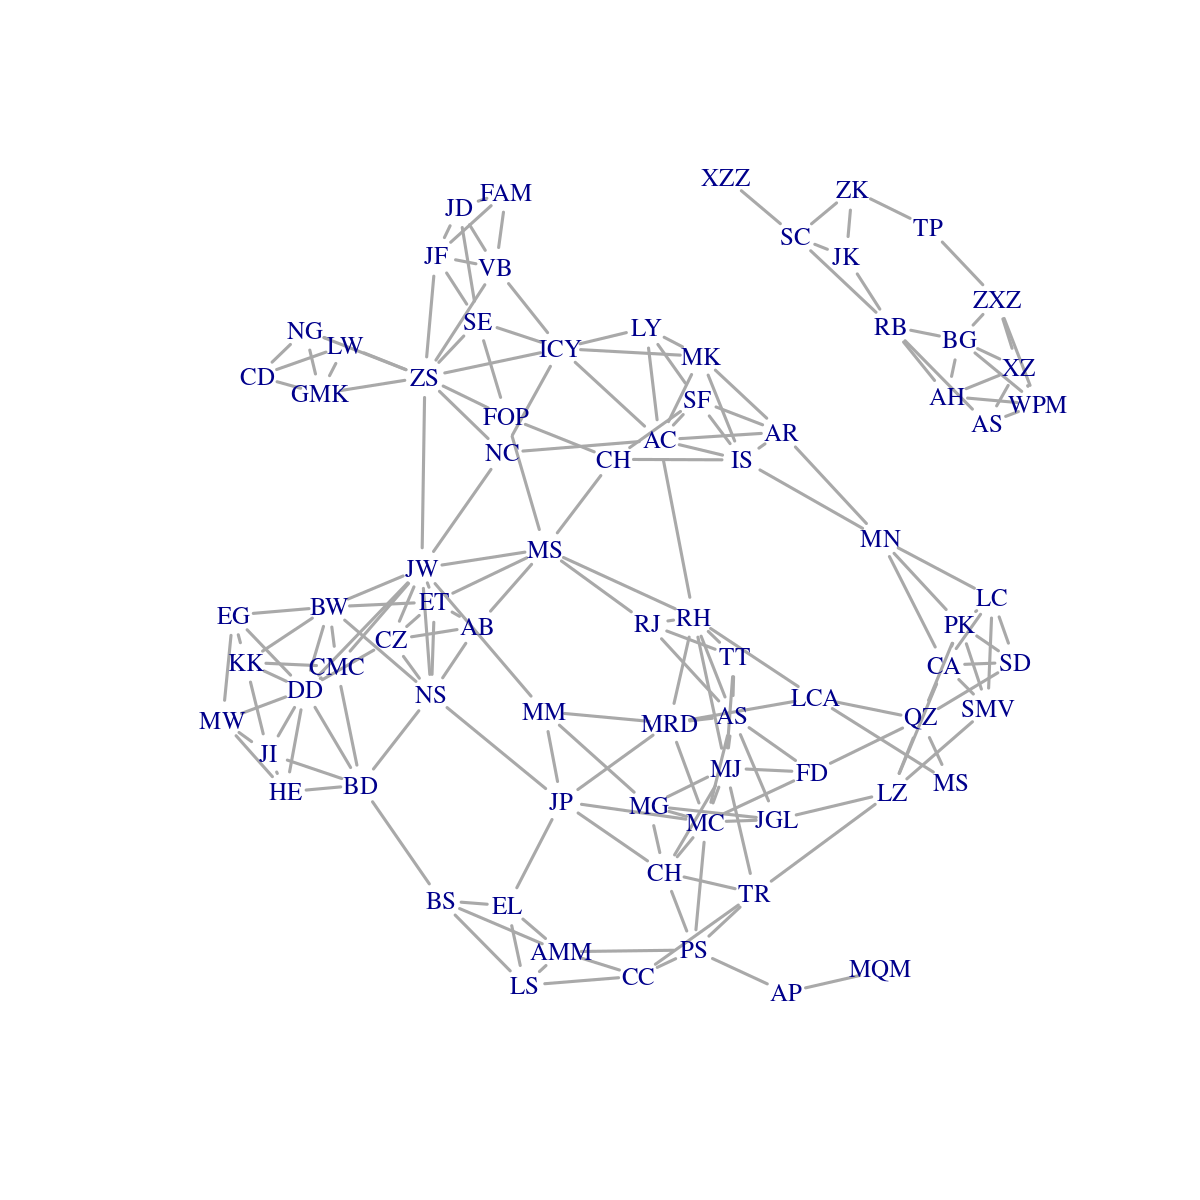 XZZ
ZK
FAM
JD
TP
SC
JF
JK
VB
ZXZ
SE
RB
LY
NG
BG
LW
ICY
MK
XZ
CD
ZS
GMK
AH
SF
WPM
FOP
AS
AR
AC
NC
CH
IS
MN
MS
JW
LC
ET
BW
EG
RH
RJ
PK
AB
CZ
TT
KK
CMC
CA
SD
DD
NS
LCA
SMV
MM
AS
QZ
MW
MRD
JI
MJ
FD
MS
BD
HE
LZ
JP
MG
JGL
MC
CH
TR
BS
EL
PS
AMM
MQM
CC
LS
AP